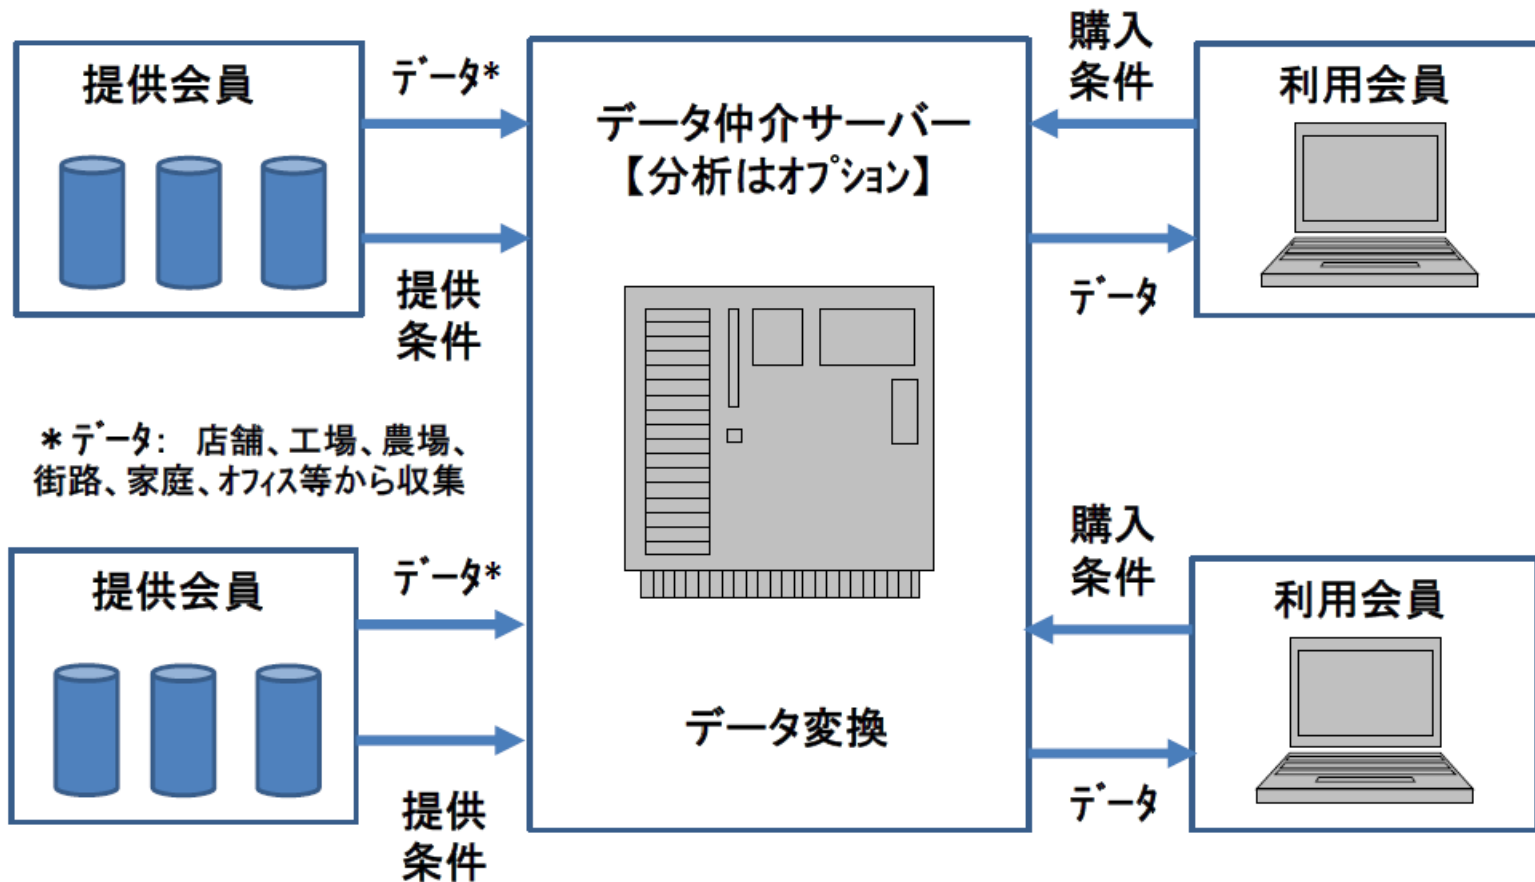 提供会員
データ*
提供
条件
データ仲介サーバー
【分析はオプション】
購入
条件
利用会員
データ
*データ： 店舗、工場、農場、
街路、家庭、オフィス等から収集
提供会員
データ*
提供
条件
データ変換
購入
条件
利用会員
データ